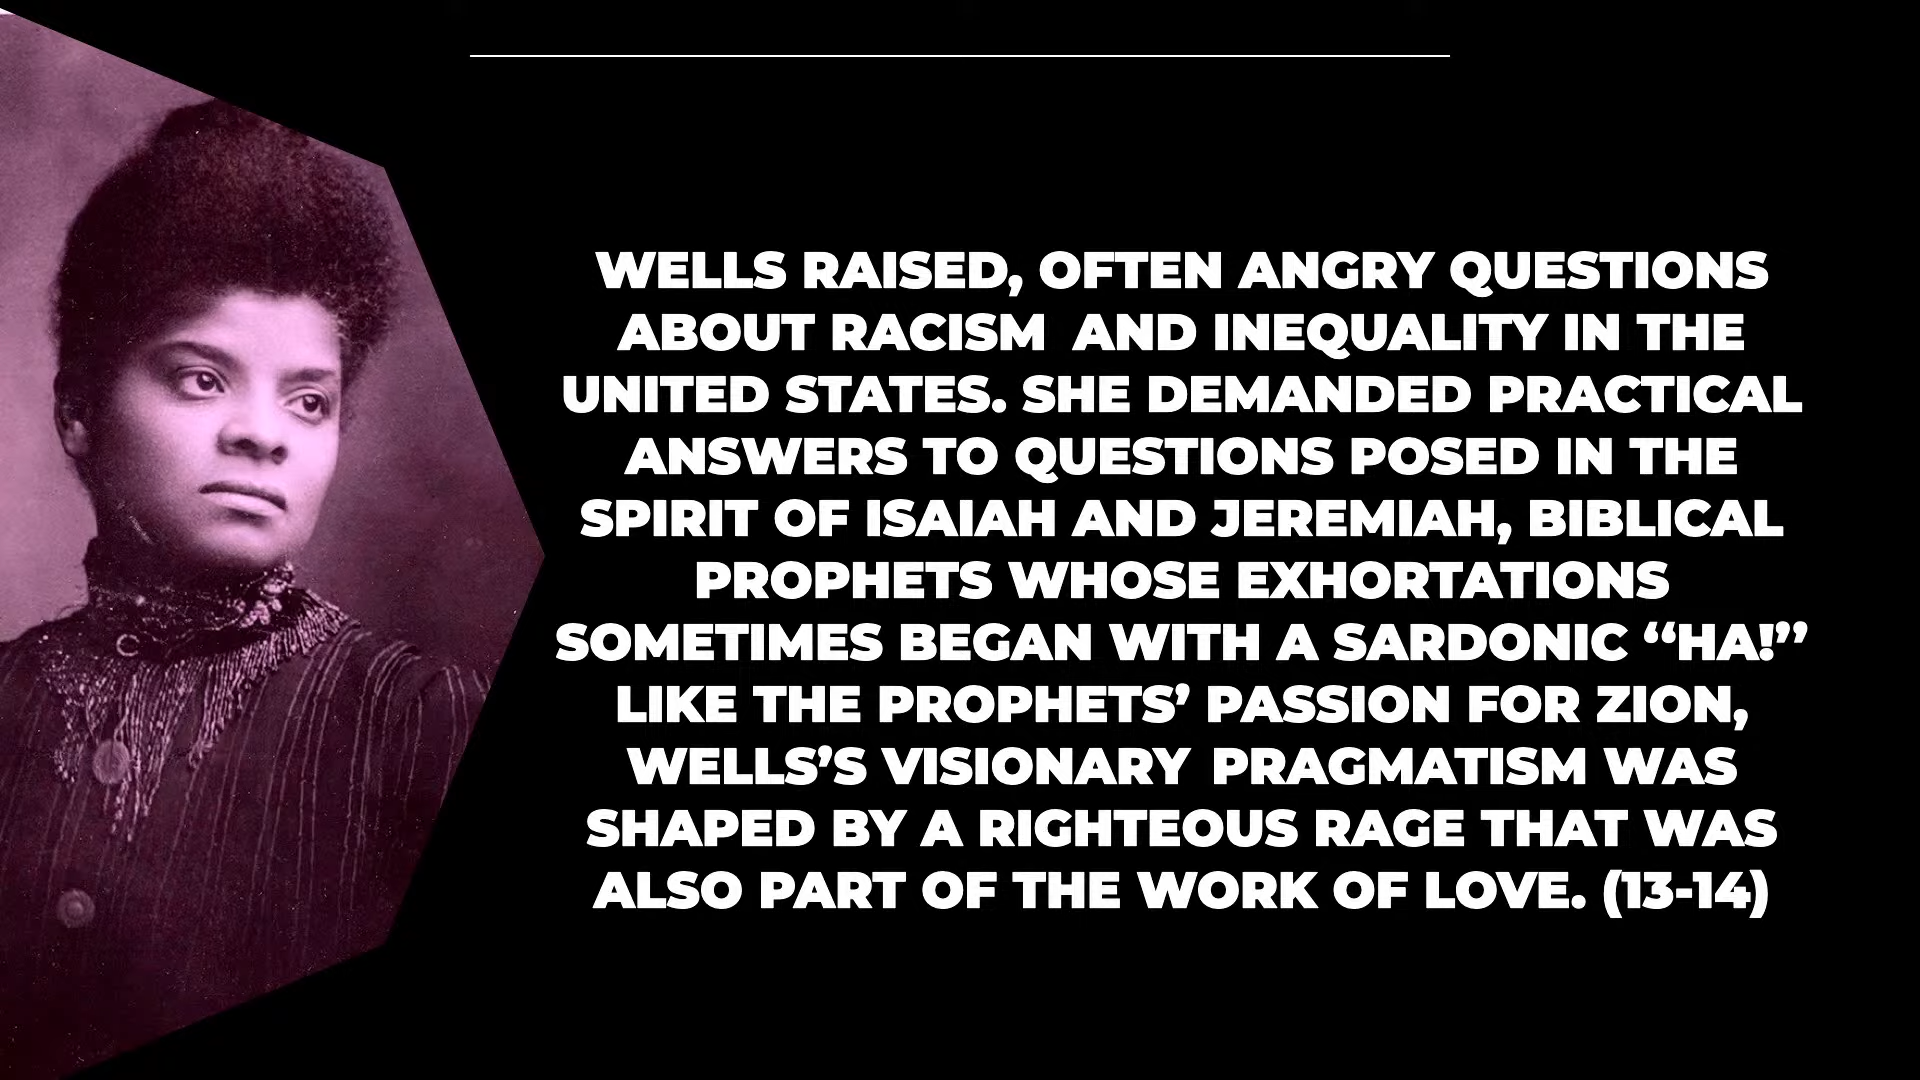 WELLS RAISED, OFTEN ANGRY QUESTIONS
ABOUT RACISM  AND INEQUALITY IN THE
UNITED STATES. SHE DEMANDED PRACTICAL
ANSWERS TO QUESTIONS POSED IN THE
SPIRIT OF ISAIAH AND JEREMIAH, BIBLICAL
PROPHETS WHOSE EXHORTATIONS
SOMETIMES BEGAN WITH A SARDONIC “HA!”
LIKE THE PROPHETS’ PASSION FOR ZION,
WELLS’S VISIONARY PRAGMATISM WAS
SHAPED BY A RIGHTEOUS RAGE THAT WAS
ALSO PART OF THE WORK OF LOVE. (13-14)